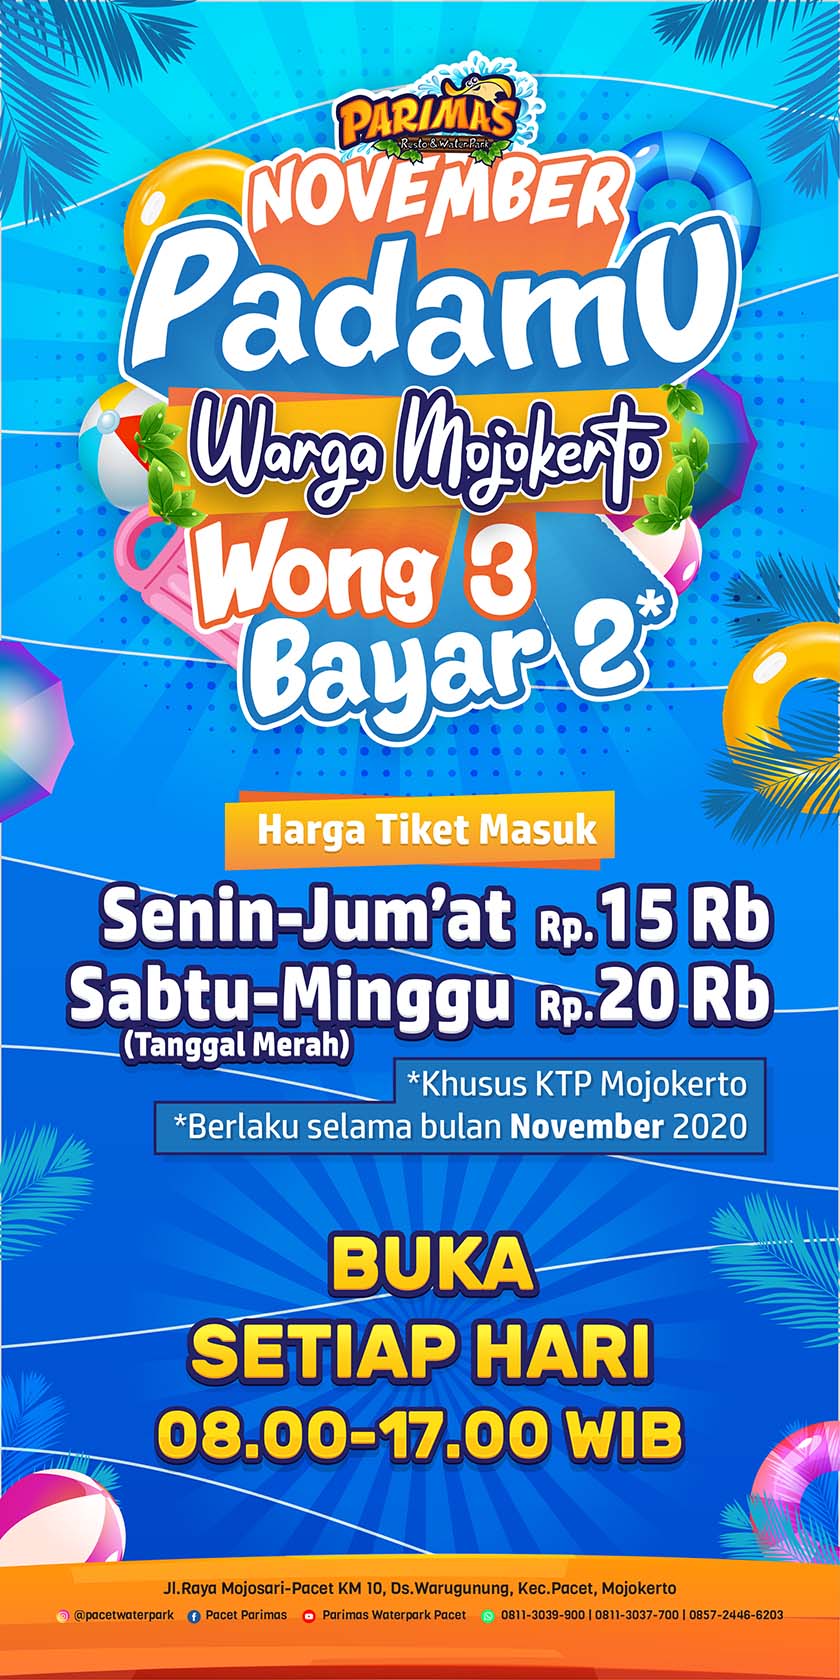 PARIMAS
Resto & WaterPark
NOVEMBER
PadamU
Warga Mojokerto
Wong 3
Bayar 2*
Harga Tiket Masuk
Senin-Jum'at Rp.15 Rb
Sabtu-Minggu Rp.20 Rb
(Tanggal Merah)
*Khusus KTP Mojokerto
*Berlaku selama bulan November 2020
BUKA
SETIAP HARI
08.00-17.00 WIB
Jl.Raya Mojosari-Pacet KM 10, Ds.Warugunung, Kec.Pacet, Mojokerto
@pacetwaterpark Pacet Parimas Parimas Waterpark Pacet 0811-3039-900 | 0811-3037-700 | 0857-2446-6203